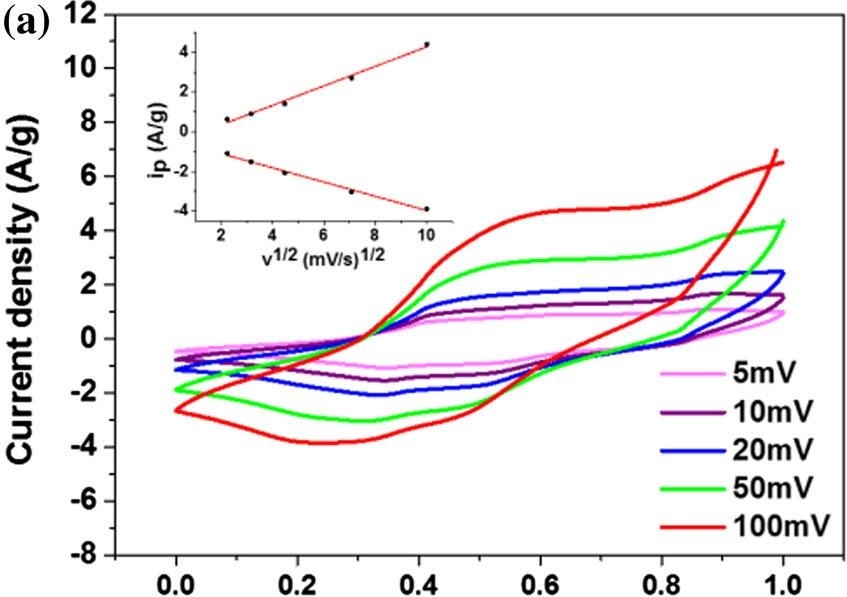 (a)
12
10
8
6
4
2
0
-2
-4
-6
-8
Current density (A/g)
4
2
0
-2
-4
ip (A/g)
2 4 6 8 10
v1/2 (mV/s)1/2
5mV
10mV
20mV
50mV
100mV
0.0 0.2 0.4 0.6 0.8 1.0